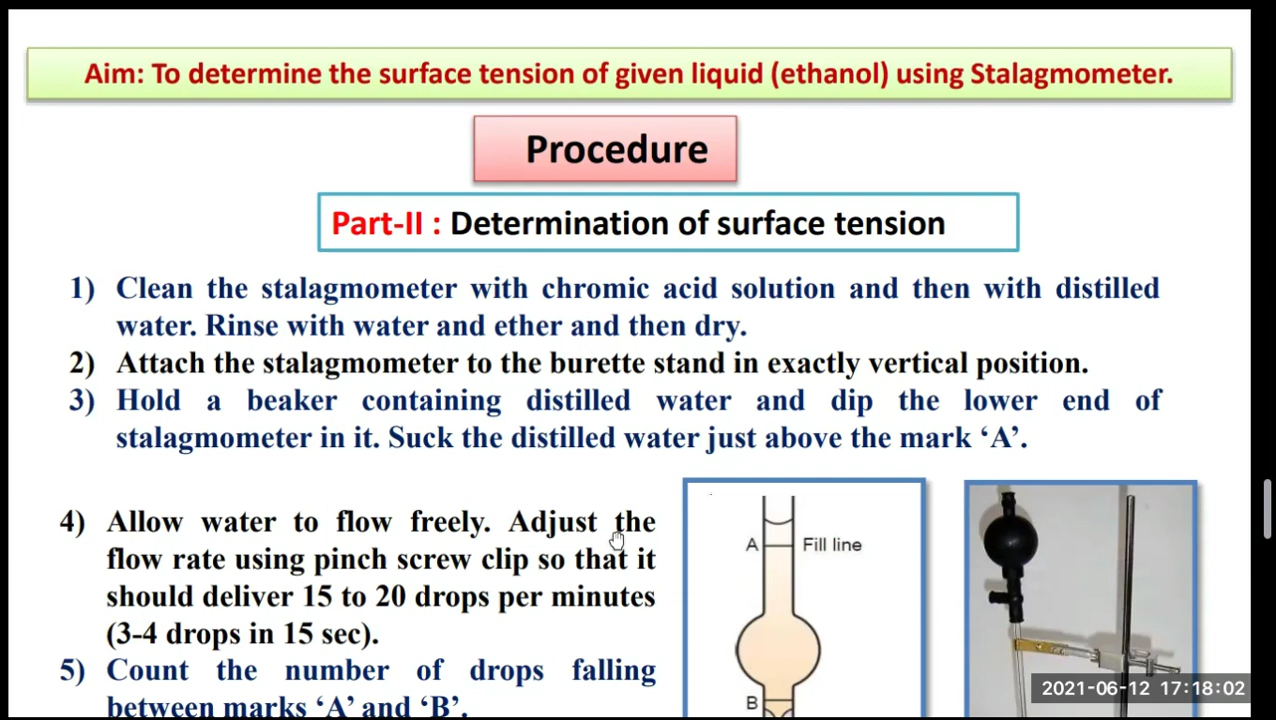 Aim: To determine the surface tension of given liquid (ethanol) using Stalagmometer.
Procedure
Part-II : Determination of surface tension
1) Clean the stalagmometer with chromic acid solution and then with distilled
water. Rinse with water and ether and then dry.
2) Attach the stalagmometer to the burette stand in exactly vertical position.
3) Hold a beaker containing distilled water and dip the lower end of
stalagmometer in it. Suck the distilled water just above the mark ‘A’.
4) Allow water to flow freely. Adjust the
flow rate using pinch screw clip so that it
should deliver 15 to 20 drops per minutes
(3-4 drops in 15 sec).
5) Count the number of drops falling
between marks ‘A’ and ‘B’.
A Fill line
B
2021-06-12 17:18:02